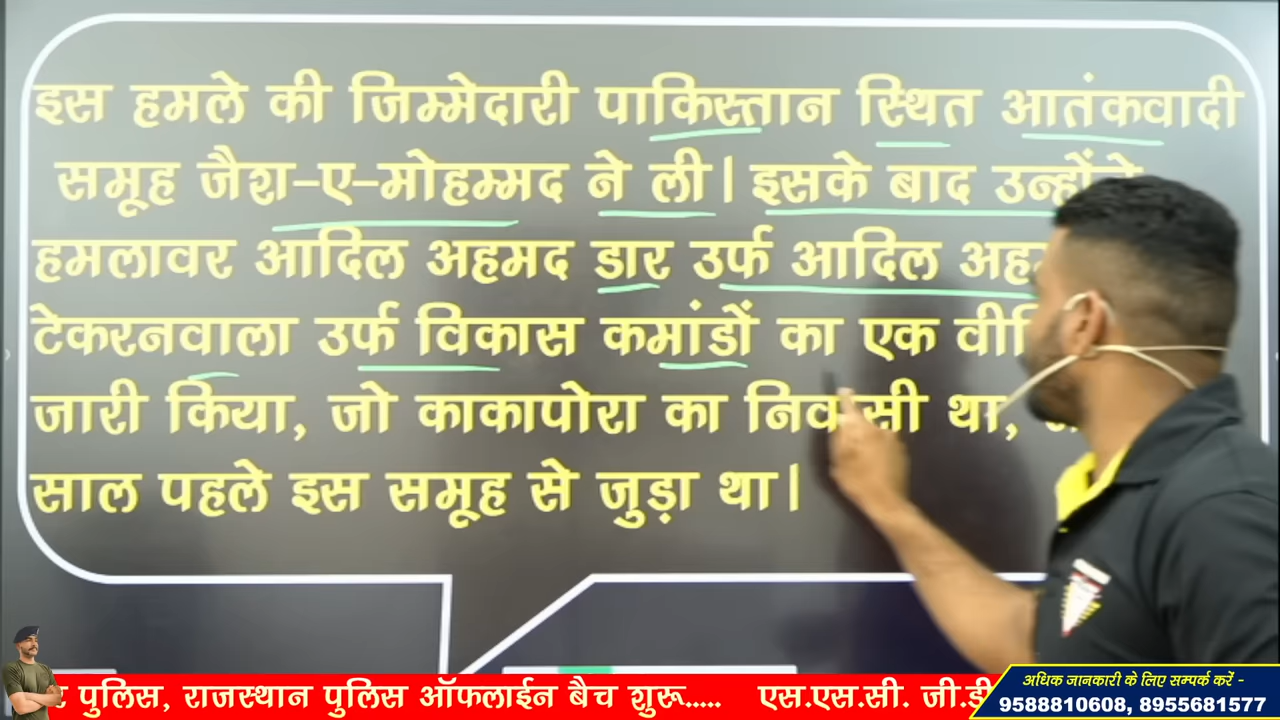 इस हमले की जिम्मेदारी पाकिस्तान स्थित आतंकवादी
समूह जैश-ए-मोहम्मद ने ली। इसके बाद उन्होंने
हमलावर आदिल अहमद डार उर्फ आदिल
टेकरनवाला उर्फ विकास कमांडों का एक
जारी किया, जो काकापोरा का निवासी था,
साल पहले इस समूह से जुड़ा था।
पुलिस, राजस्थान पुलिस ऑफलाईन बैच शुरू..... एस.एस.सी. जी.डी
अधिक जानकारी के लिए सम्पर्क करें -
9588810608, 8955681577